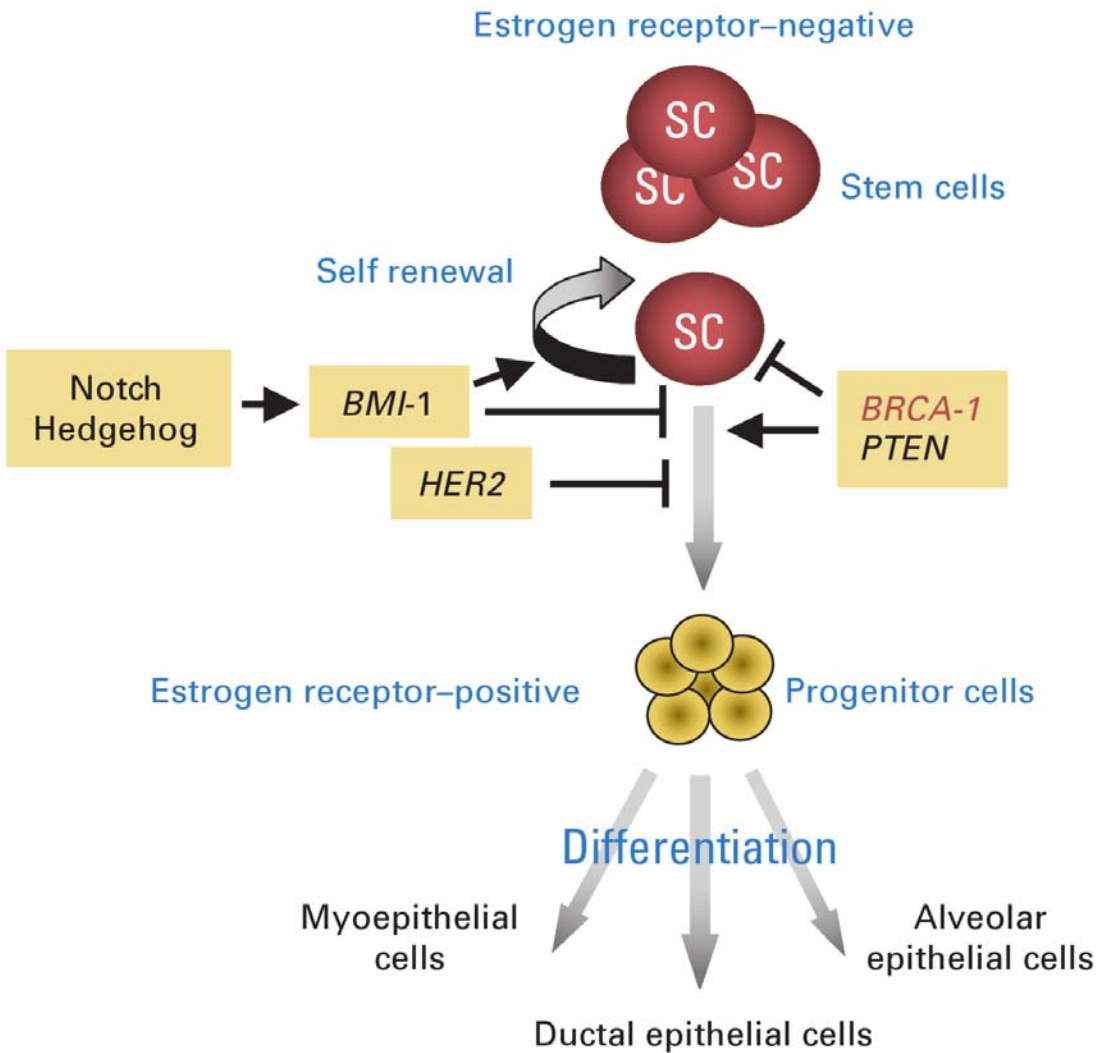 Estrogen receptor–negative
SC
SC
SC
Stem cells
Self renewal
SC
Notch
Hedgehog
BMI-1
BRCA-1
PTEN
HER2
Estrogen receptor–positive
Progenitor cells
Differentiation
Myoepithelial
cells
Alveolar
epithelial cells
Ductal epithelial cells